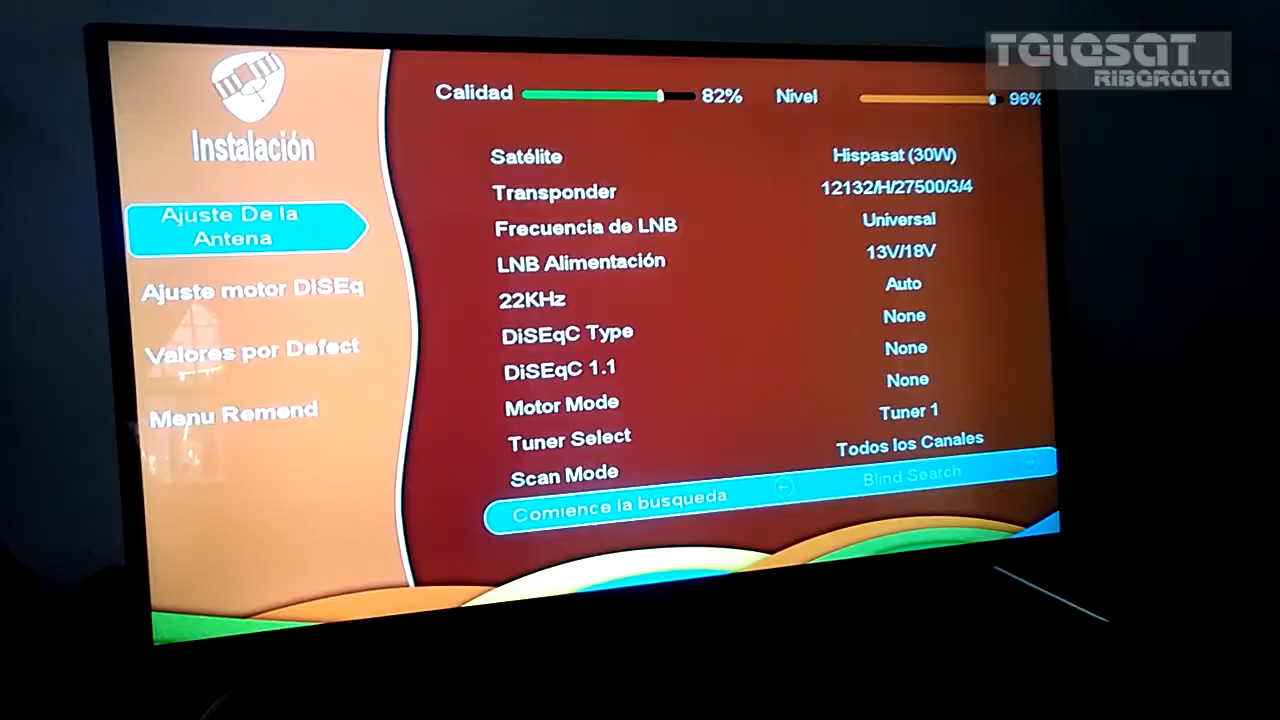 TELESAT
RIBERALTA
Instalación
Ajuste De la
Antena
Ajuste motor DiSEq
Valores por Defect
Menu Remend
Calidad 82% Nivel 96%
Satélite Hispasat (30W)
Transponder 12132/H/27500/3/4
Frecuencia de LNB Universal
LNB Alimentación 13V/18V
22KHz Auto
DiSEqC Type None
DiSEqC 1.1 None
Motor Mode None
Tuner Select Tuner 1
Scan Mode Todos los Canales
Comience la búsqueda Blind Search